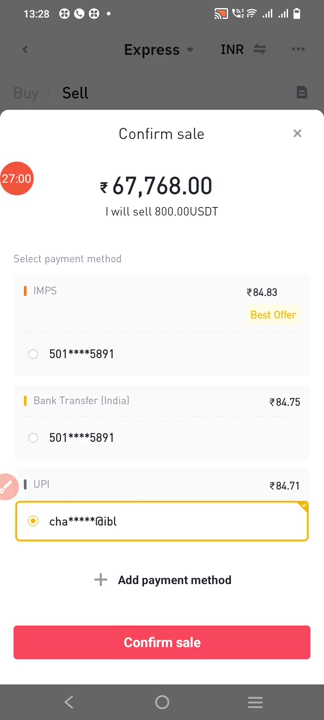 13:28
Express INR
Buy Sell
Confirm sale
27:00
₹67,768.00
I will sell 800.00USDT
Select payment method
IMPS ₹84.83
Best Offer
501****5891
Bank Transfer (India) ₹84.75
501****5891
UPI ₹84.71
cha*****@ibl
Add payment method
Confirm sale